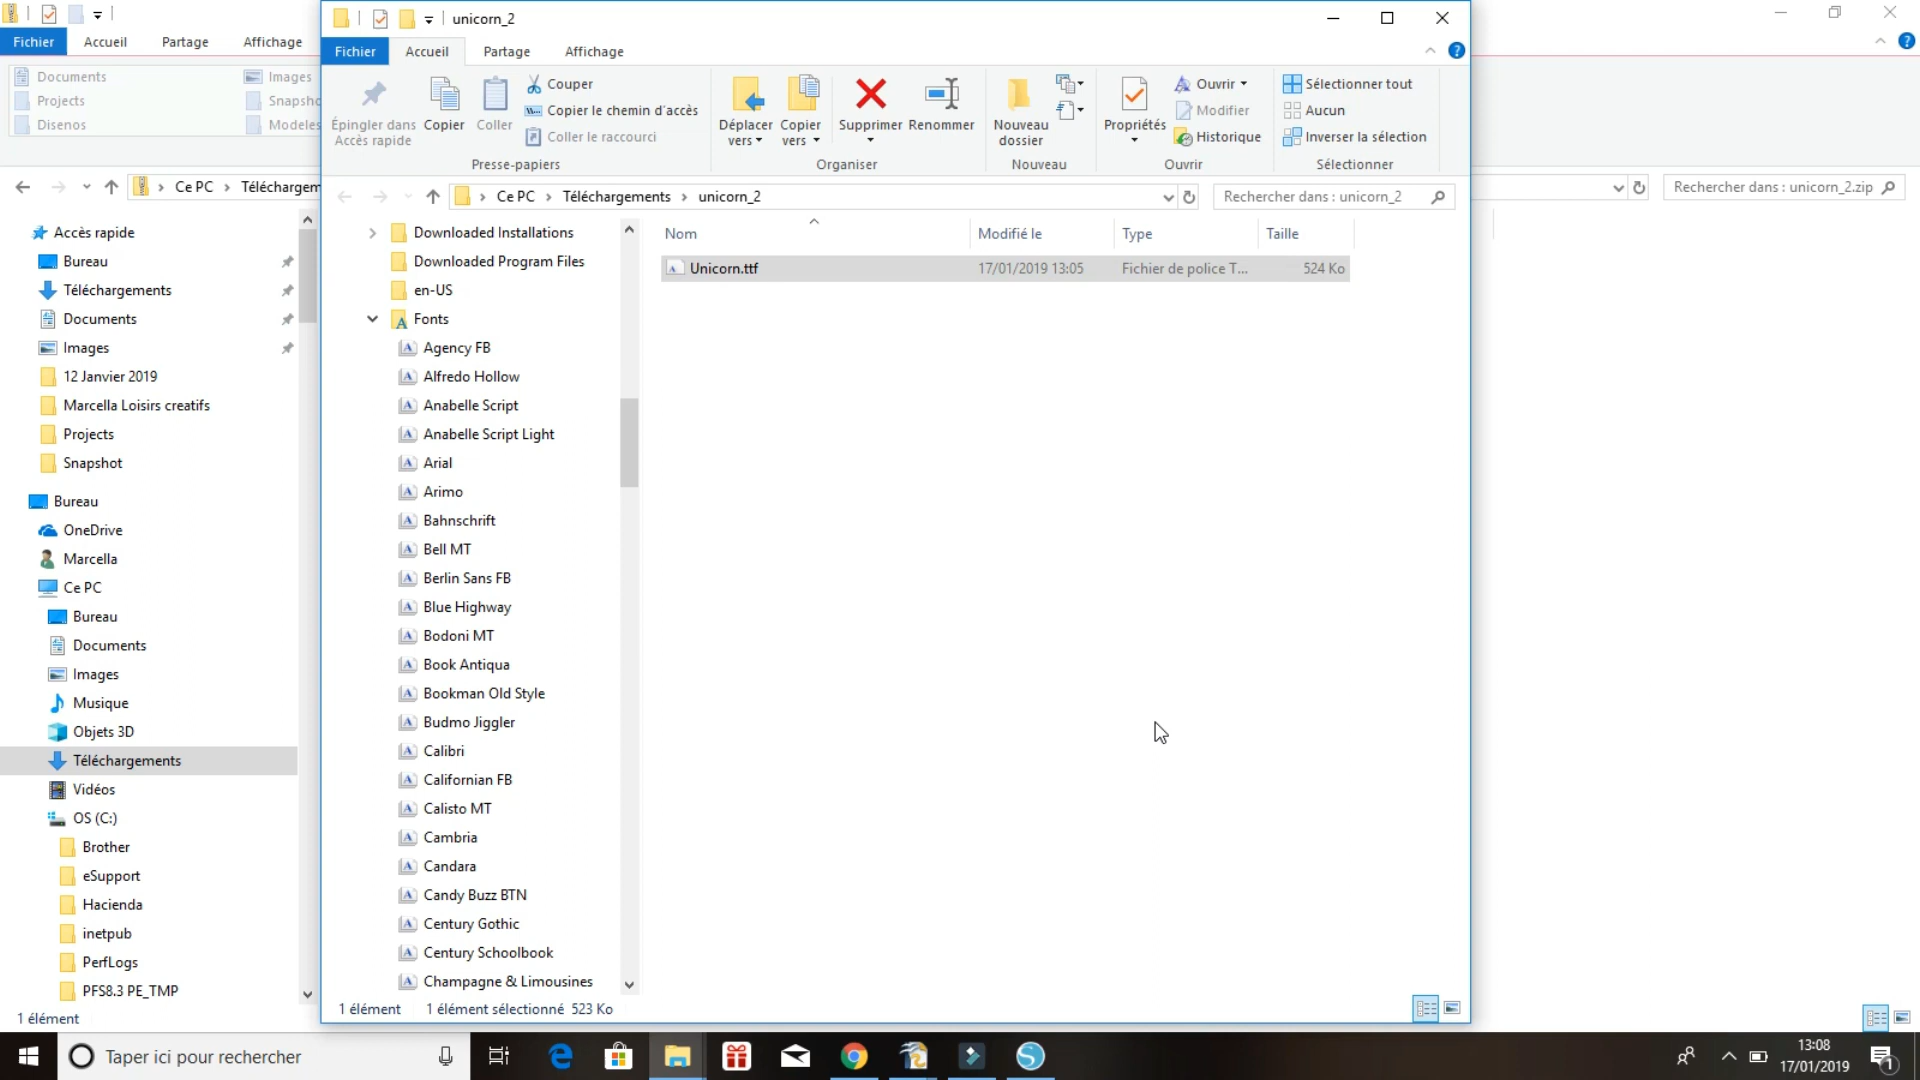 unicorn_2
Fichier Accueil Partage Affichage
Fichier Accueil Partage Affichage
Documents Images
Projects
Disenos Modeles
Épingler dans Accès rapide
Copier
Coller
Couper
Copier le chemin d'accès
Coller le raccourci
Presse-papiers
Déplacer vers
Copier vers
Supprimer
Renommer
Organiser
Nouveau dossier
Nouveau
Propriétés
Ouvrir
Modifier
Historique
Ouvrir
Sélectionner tout
Aucun
Inverser la sélection
Sélectionner
Ce PC › Téléchargem
Ce PC › Téléchargements › unicorn_2
Rechercher dans : unicorn_2
Rechercher dans : unicorn_2.zip
Accès rapide
Bureau
Téléchargements
Documents
Images
12 Janvier 2019
Marcella Loisirs creatifs
Projects
Snapshot
Bureau
OneDrive
Marcella
Ce PC
Bureau
Documents
Images
Musique
Objets 3D
Téléchargements
Vidéos
OS (C:)
Brother
eSupport
Hacienda
inetpub
PerfLogs
PFS8.3 PE_TMP
1 élément
Downloaded Installations
Downloaded Program Files
en-US
Fonts
Agency FB
Alfredo Hollow
Anabelle Script
Anabelle Script Light
Arial
Arimo
Bahnschrift
Bell MT
Berlin Sans FB
Blue Highway
Bodoni MT
Book Antiqua
Bookman Old Style
Budmo Jiggler
Calibri
Californian FB
Calisto MT
Cambria
Candara
Candy Buzz BTN
Century Gothic
Century Schoolbook
Champagne & Limousines
Nom Modifié le Type Taille
Unicorn.ttf 17/01/2019 13:05 Fichier de police T... 524 Ko
1 élément 1 élément sélectionné 523 Ko
Taper ici pour rechercher
13:08
17/01/2019
1